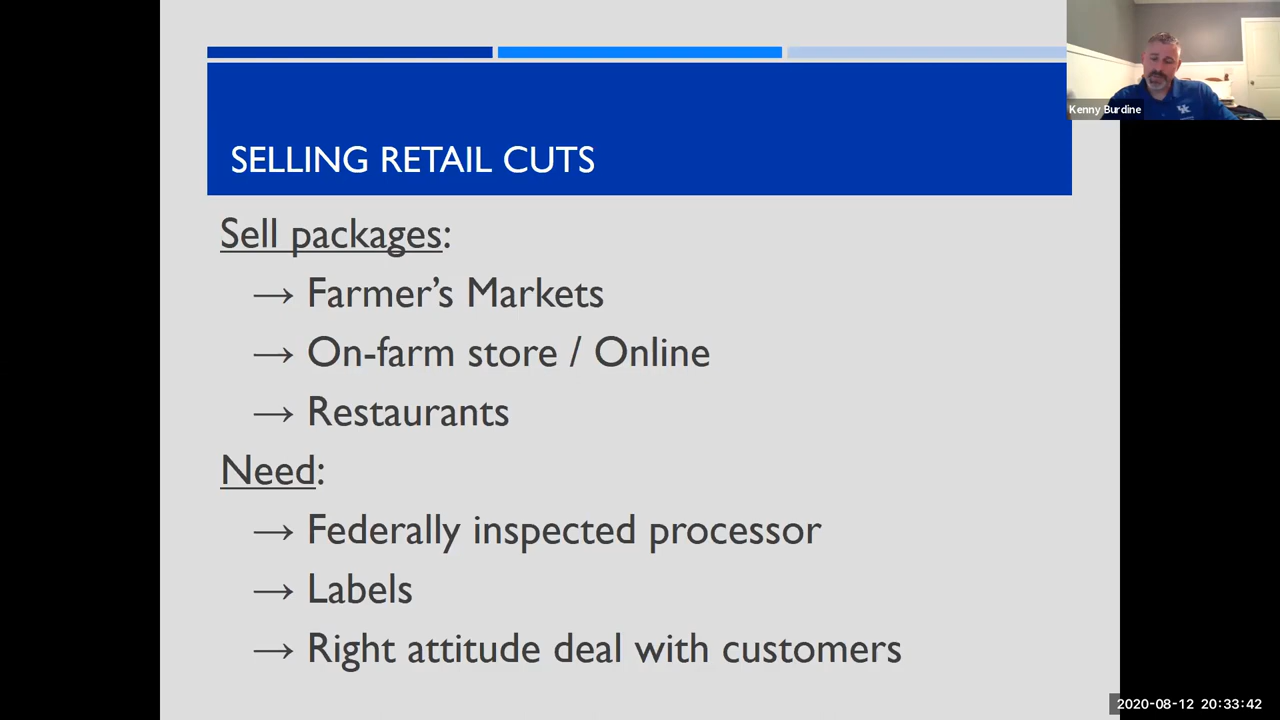 SELLING RETAIL CUTS
Kenny Burdine
Sell packages:
→ Farmer’s Markets
→ On-farm store / Online
→ Restaurants
Need:
→ Federally inspected processor
→ Labels
→ Right attitude deal with customers
2020-08-12 20:33:42